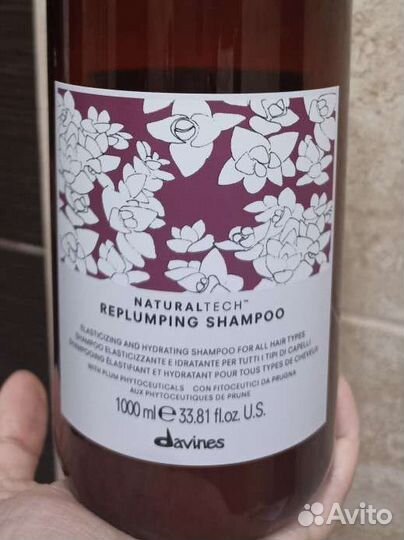 NATURALTECH™
REPLUMPING SHAMPOO
ELASTICIZING AND HYDRATING SHAMPOO FOR ALL HAIR TYPES
SHAMPOO ELASTICIZZANTE E IDRATANTE PER TUTTI I TIPI DI CAPELLI
SHAMPOOING ÉLASTIFIANT ET HYDRATANT POUR TOUS TYPES DE CHEVEUX
WITH PLUM PHYTOCEUTICALS CON FITOCEUTICI DA PRUGNA
AUX PHYTOCEUTIQUES DE PRUNE
1000 ml ℮ 33.81 fl.oz. U.S.
davines
Avito